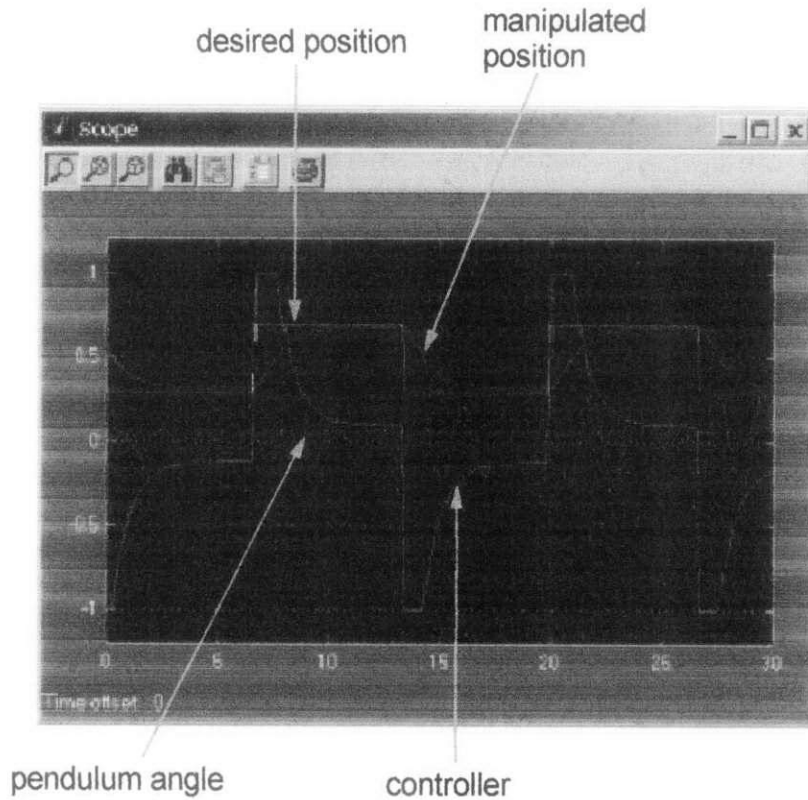 desired position
manipulated
position
Scope
1
0.5
0
0.5
-1
0
5
10
15
20
25
30
Time offset: 0
pendulum angle
controller